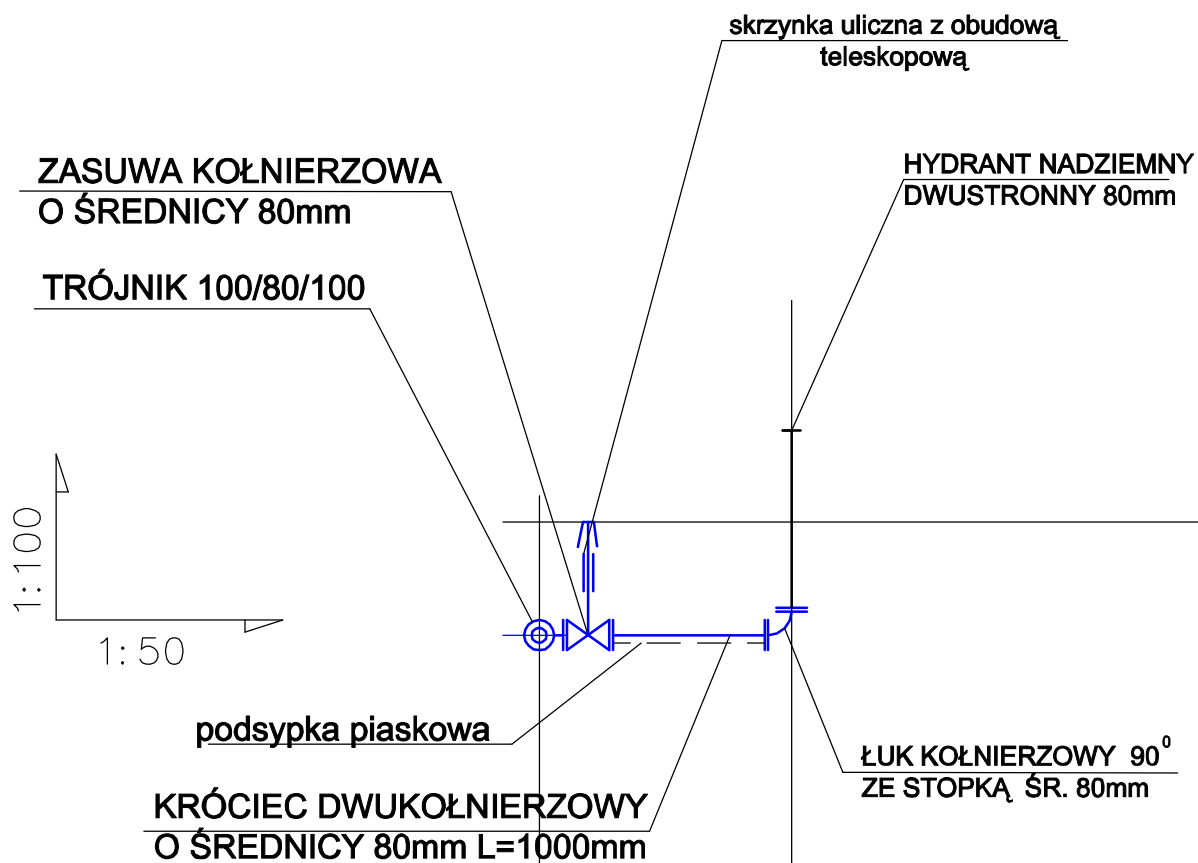 skrzynka uliczna z obudową
teleskopową
ZASUWA KOŁNIERZOWA
O ŚREDNICY 80mm
HYDRANT NADZIEMNY
DWUSTRONNY 80mm
TRÓJNIK 100/80/100
1:100
1:50
podsypka piaskowa
ŁUK KOŁNIERZOWY 90⁰
ZE STOPKĄ ŚR. 80mm
KRÓCIEC DWUKOŁNIERZOWY
O ŚREDNICY 80mm L=1000mm